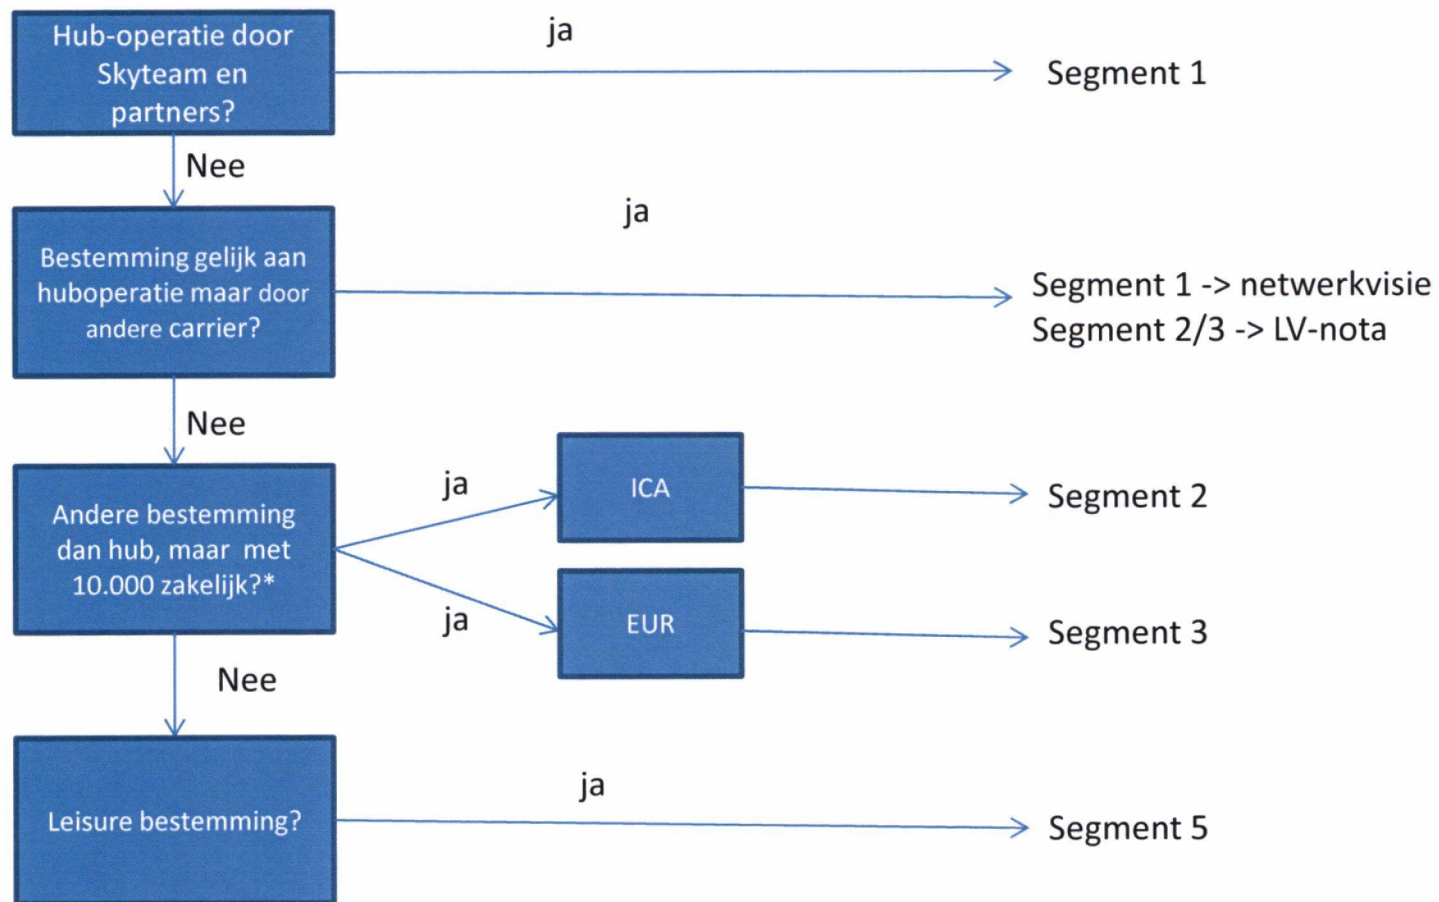 Hub-operatie door
Skyteam en
partners?
ja
Segment 1
Nee
Bestemming gelijk aan
huboperatie maar door
andere carrier?
ja
Segment 1 -> netwerkvisie
Segment 2/3 -> LV-nota
Nee
Andere bestemming
dan hub, maar met
10.000 zakelijk?*
ja
ICA
Segment 2
ja
EUR
Segment 3
Nee
Leisure bestemming?
ja
Segment 5